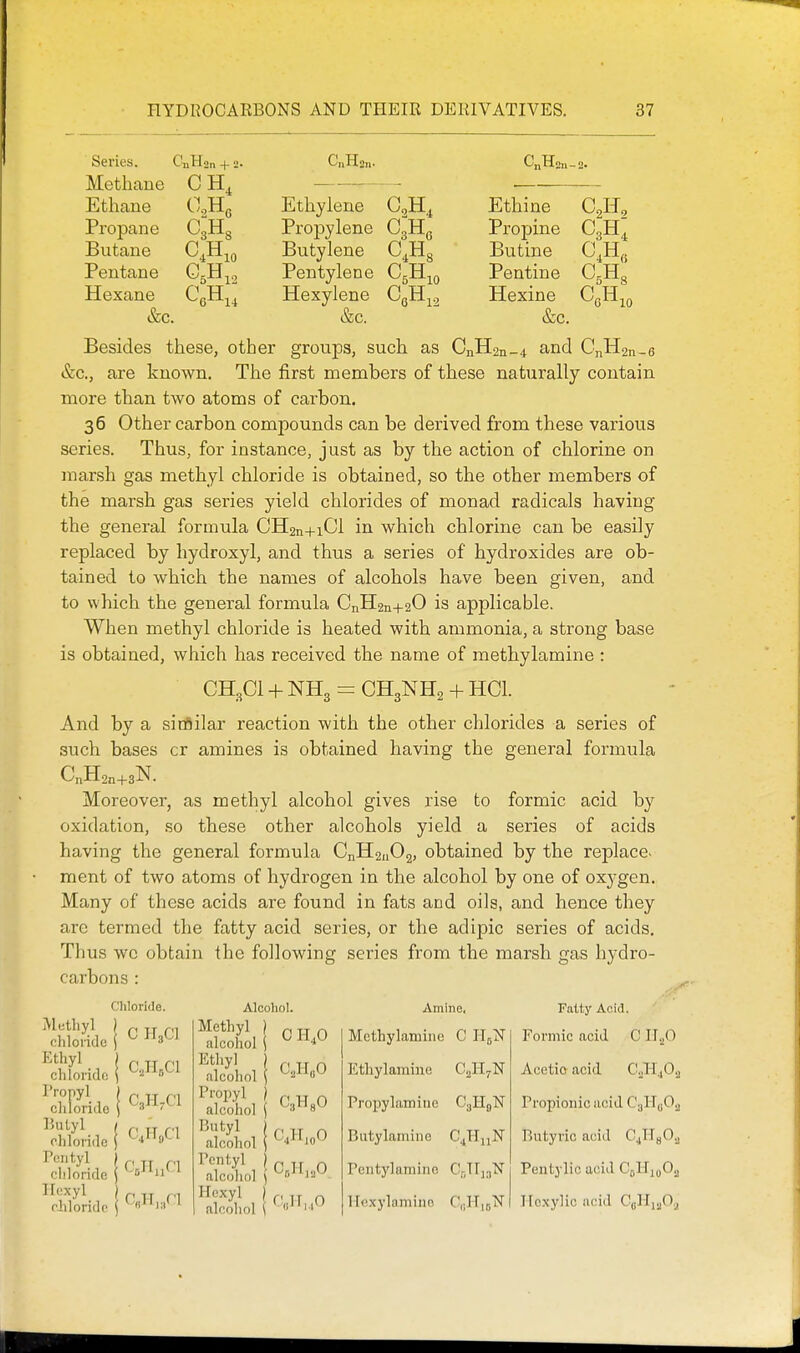 HYDROCARBONS AND THEIR DERIVATIVES. 37
Series. CₙH₂ₙ₊₂. CₙH₂ₙ. CₙH₂ₙ₋₂.
Methane C H₄ —— ——
Ethane C₂H₆ Ethylene C₂H₄ Ethine C₂H₂
Propane C₃H₈ Propylene C₃H₆ Propine C₃H₄
Butane C₄H₁₀ Butylene C₄H₈ Butine C₄H₆
Pentane C₅H₁₂ Pentylene C₅H₁₀ Pentine C₅H₈
Hexane C₆H₁₄ Hexylene C₆H₁₂ Hexine C₆H₁₀
&c. &c. &c.
Besides these, other groups, such as CₙH₂ₙ₋₄ and CₙH₂ₙ₋₆
&c., are known. The first members of these naturally contain
more than two atoms of carbon.
36 Other carbon compounds can be derived from these various
series. Thus, for instance, just as by the action of chlorine on
marsh gas methyl chloride is obtained, so the other members of
the marsh gas series yield chlorides of monad radicals having
the general formula CH₂ₙ₊₁Cl in which chlorine can be easily
replaced by hydroxyl, and thus a series of hydroxides are ob-
tained to which the names of alcohols have been given, and
to which the general formula CₙH₂ₙ₊₂O is applicable.
When methyl chloride is heated with ammonia, a strong base
is obtained, which has received the name of methylamine :
CH₃Cl + NH₃ = CH₃NH₂ + HCl.
And by a similar reaction with the other chlorides a series of
such bases or amines is obtained having the general formula
CₙH₂ₙ₊₃N.
Moreover, as methyl alcohol gives rise to formic acid by
oxidation, so these other alcohols yield a series of acids
having the general formula CₙH₂ₙO₂, obtained by the replace-
ment of two atoms of hydrogen in the alcohol by one of oxygen.
Many of these acids are found in fats and oils, and hence they
are termed the fatty acid series, or the adipic series of acids.
Thus we obtain the following series from the marsh gas hydro-
carbons :
Chloride. Alcohol. Amine. Fatty Acid.
Methyl chloride } C H₃Cl Methyl alcohol } C H₄O Methylamine C H₅N Formic acid C H₂O
Ethyl chloride } C₂H₅Cl Ethyl alcohol } C₂H₆O Ethylamine C₂H₇N Acetic acid C₂H₄O₂
Propyl chloride } C₃H₇Cl Propyl alcohol } C₃H₈O Propylamine C₃H₉N Propionic acid C₃H₆O₂
Butyl chloride } C₄H₉Cl Butyl alcohol } C₄H₁₀O Butylamine C₄H₁₁N Butyric acid C₄H₈O₂
Pentyl chloride } C₅H₁₁Cl Pentyl alcohol } C₅H₁₂O Pentylamine C₅H₁₃N Pentylic acid C₅H₁₀O₂
Hexyl chloride } C₆H₁₃Cl Hexyl alcohol } C₆H₁₄O Hexylamine C₆H₁₅N Hexylic acid C₆H₁₂O₂